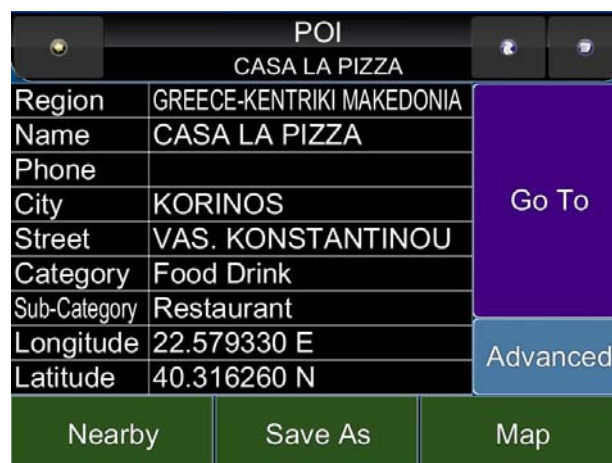 POI
CASA LA PIZZA
Region GREECE-KENTRIKI MAKEDONIA
Name CASA LA PIZZA
Phone
City KORINOS
Street VAS. KONSTANTINOU
Category Food Drink
Sub-Category Restaurant
Longitude 22.579330 E
Latitude 40.316260 N
Go To
Advanced
Nearby Save As Map